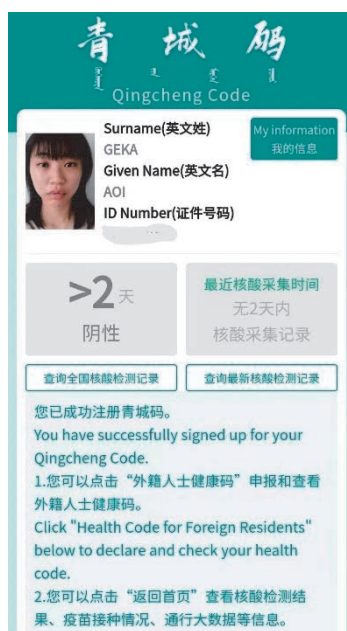 青城码
Qingcheng Code
Surname(英文姓)
My information
我的信息
GEKA
Given Name(英文名)
AOI
ID Number(证件号码)
>2天
阴性
最近核酸采集时间
无2天内
核酸采集记录
查询全国核酸检测记录
查询最新核酸检测记录
您已成功注册青城码。
You have successfully signed up for your
Qingcheng Code.
1.您可以点击“外籍人士健康码”申报和查看
外籍人士健康码。
Click "Health Code for Foreign Residents"
below to declare and check your health
code.
2.您可以点击“返回首页”查看核酸检测结
果、疫苗接种情况、通行大数据等信息。